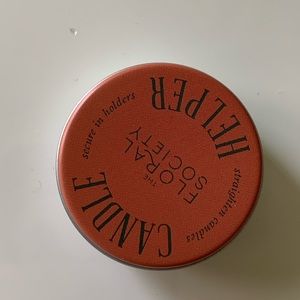 CANDLE
HELPER
straighten candles
secure in holders
THE
FLORAL
SOCIETY